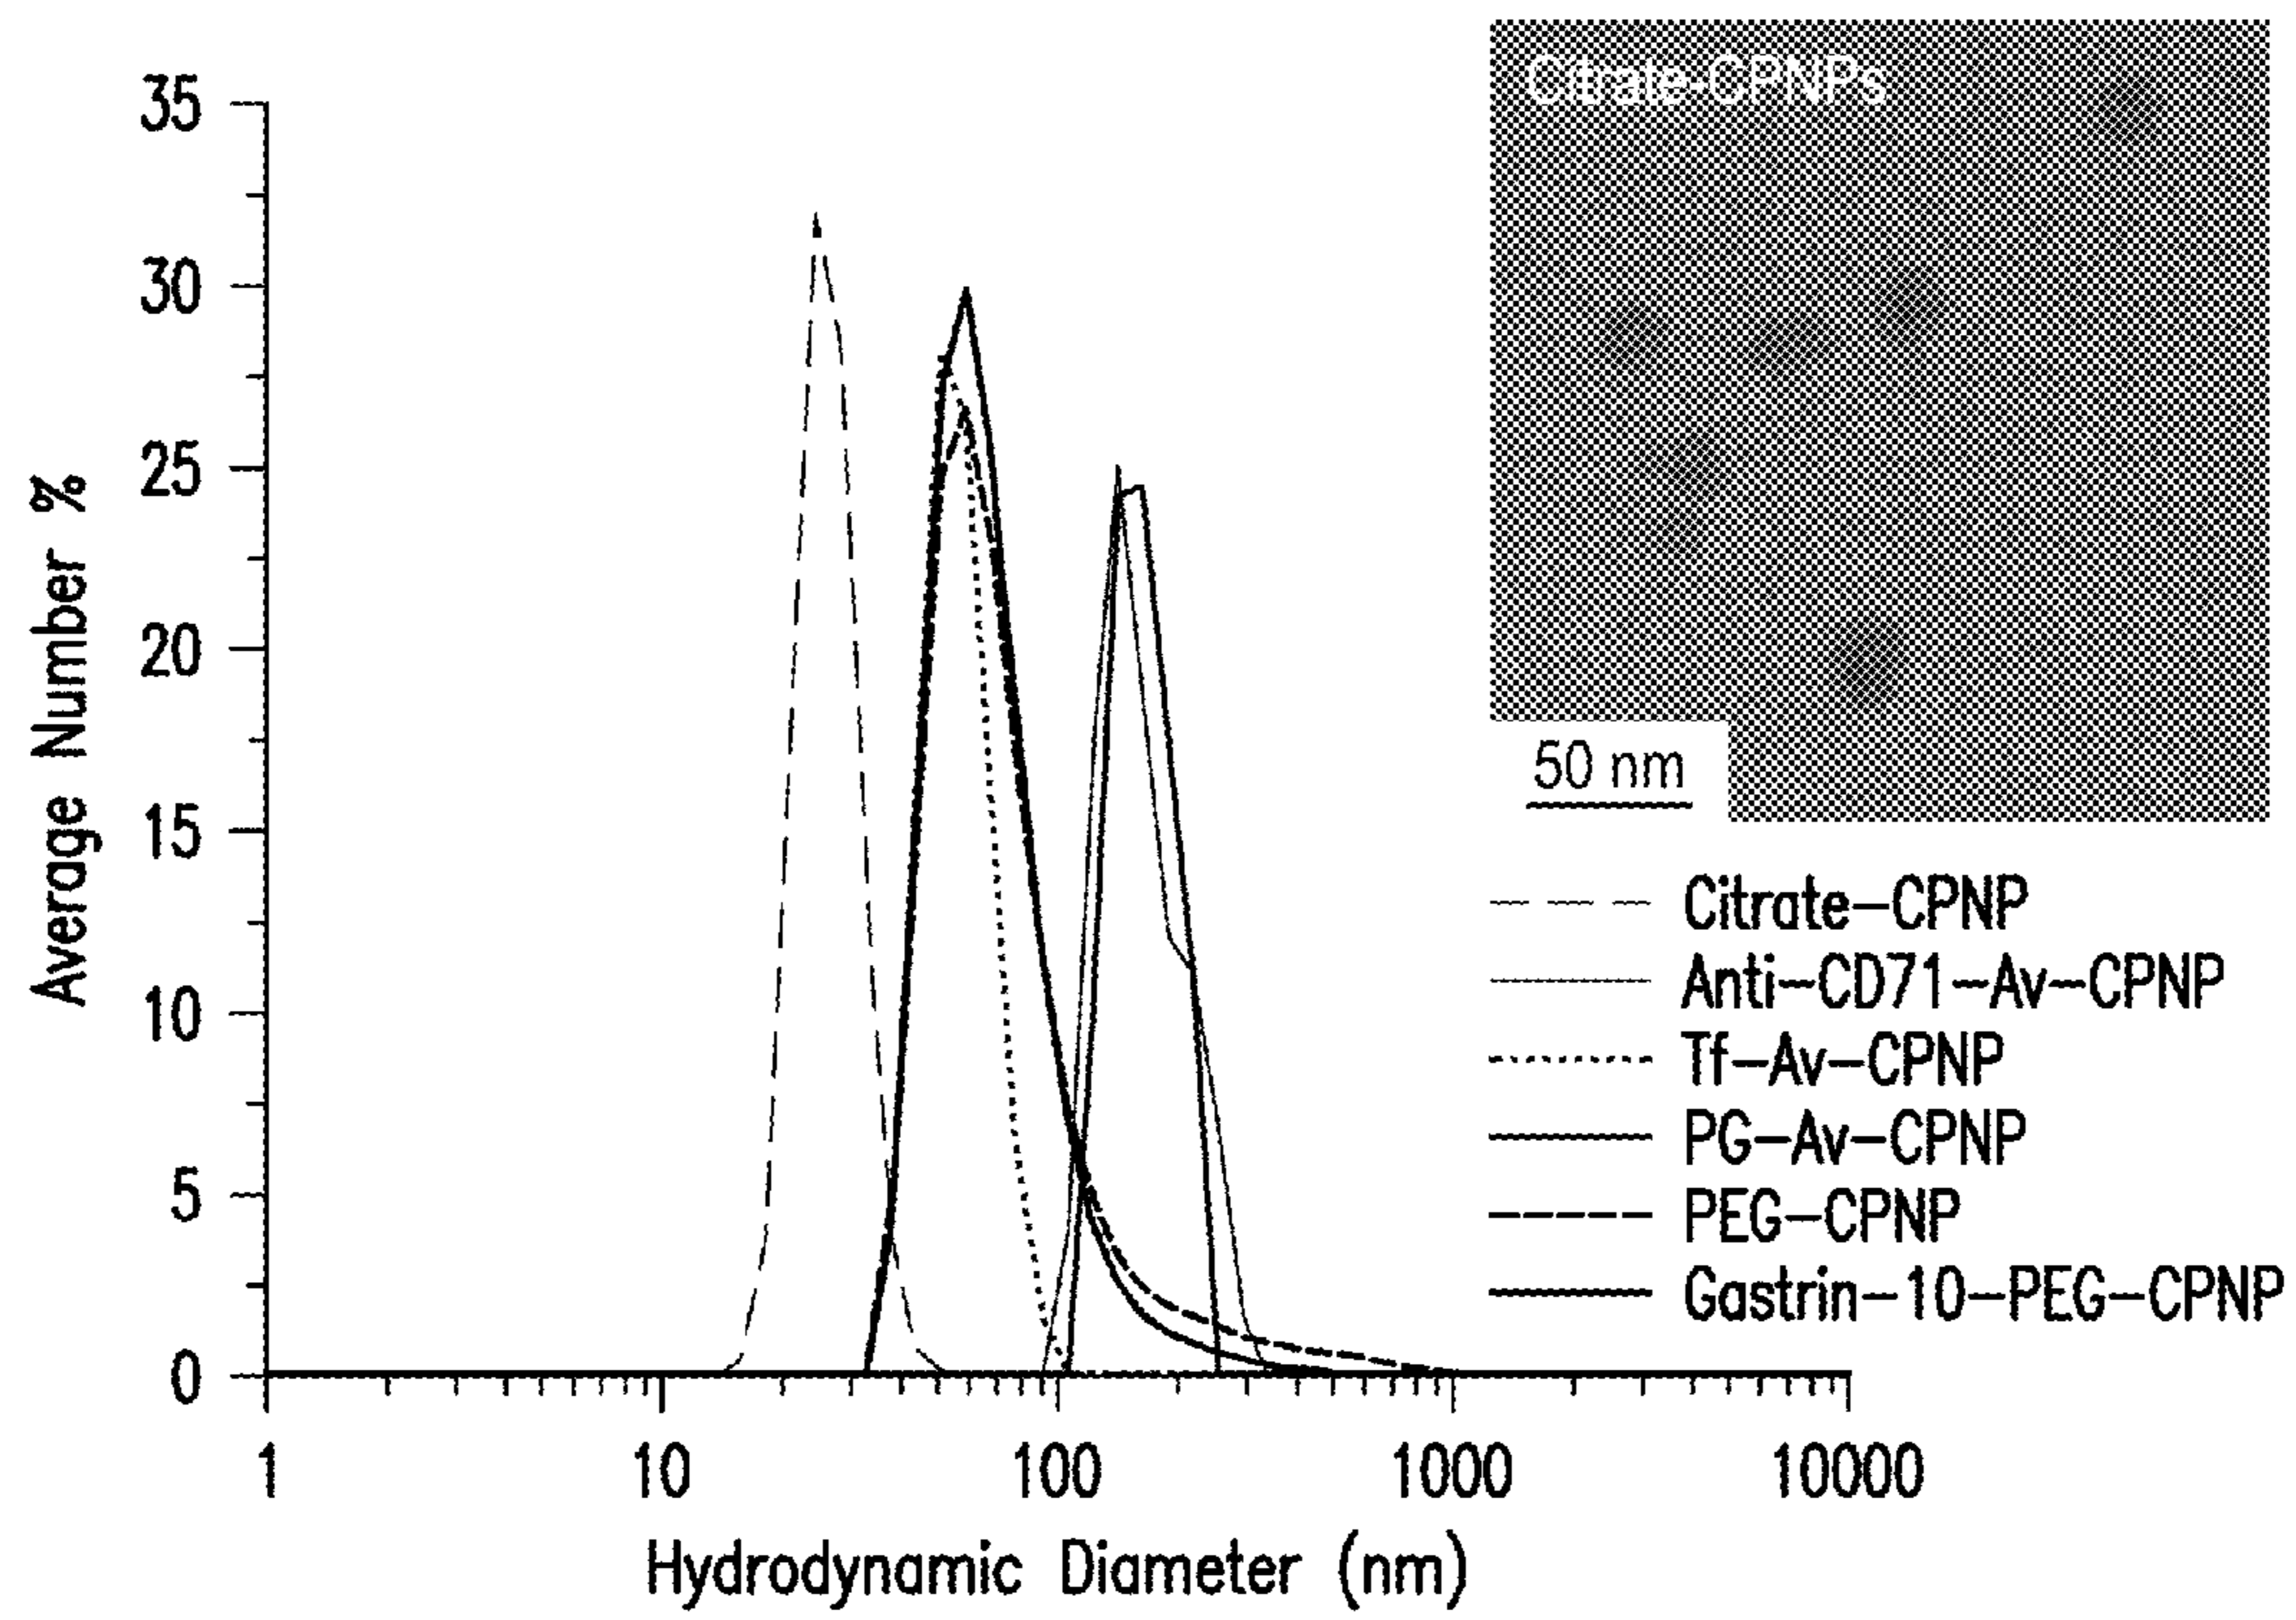 Citrate-CPNPs
50 nm
35
30
25
20
15
10
5
0
Average Number %
1
10
100
1000
10000
Hydrodynamic Diameter (nm)
Citrate-CPNP
Anti-CD71-Av-CPNP
Tf-Av-CPNP
PG-Av-CPNP
PEG-CPNP
Gastrin-10-PEG-CPNP